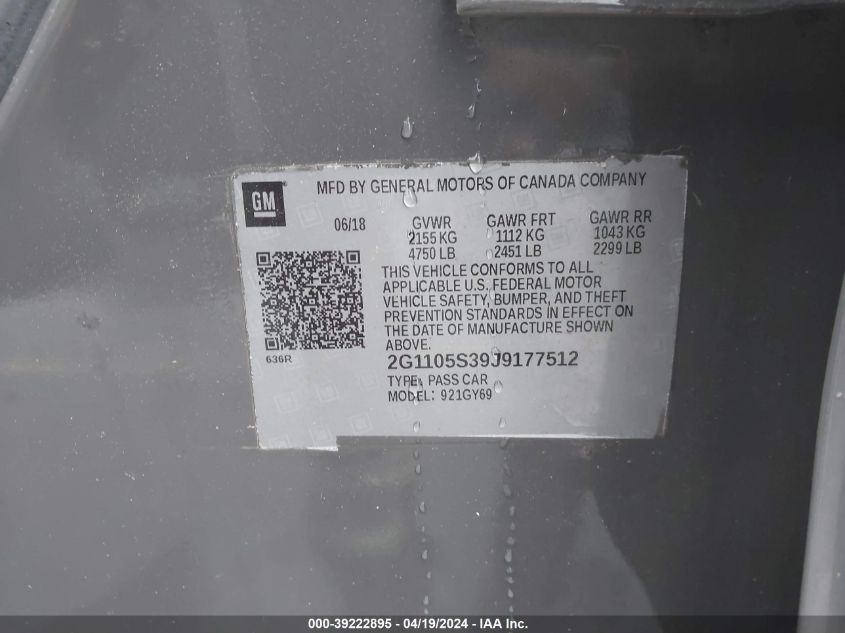 GM
MFD BY GENERAL MOTORS OF CANADA COMPANY
06/18 GVWR GAWR FRT GAWR RR
2155 KG 1112 KG 1043 KG
4750 LB 2451 LB 2299 LB
THIS VEHICLE CONFORMS TO ALL
APPLICABLE U.S. FEDERAL MOTOR
VEHICLE SAFETY, BUMPER, AND THEFT
PREVENTION STANDARDS IN EFFECT ON
THE DATE OF MANUFACTURE SHOWN
ABOVE.
636R
2G1105S39J9177512
TYPE: PASS CAR
MODEL: 921GY69
000-39222895 - 04/19/2024 - IAAI.com